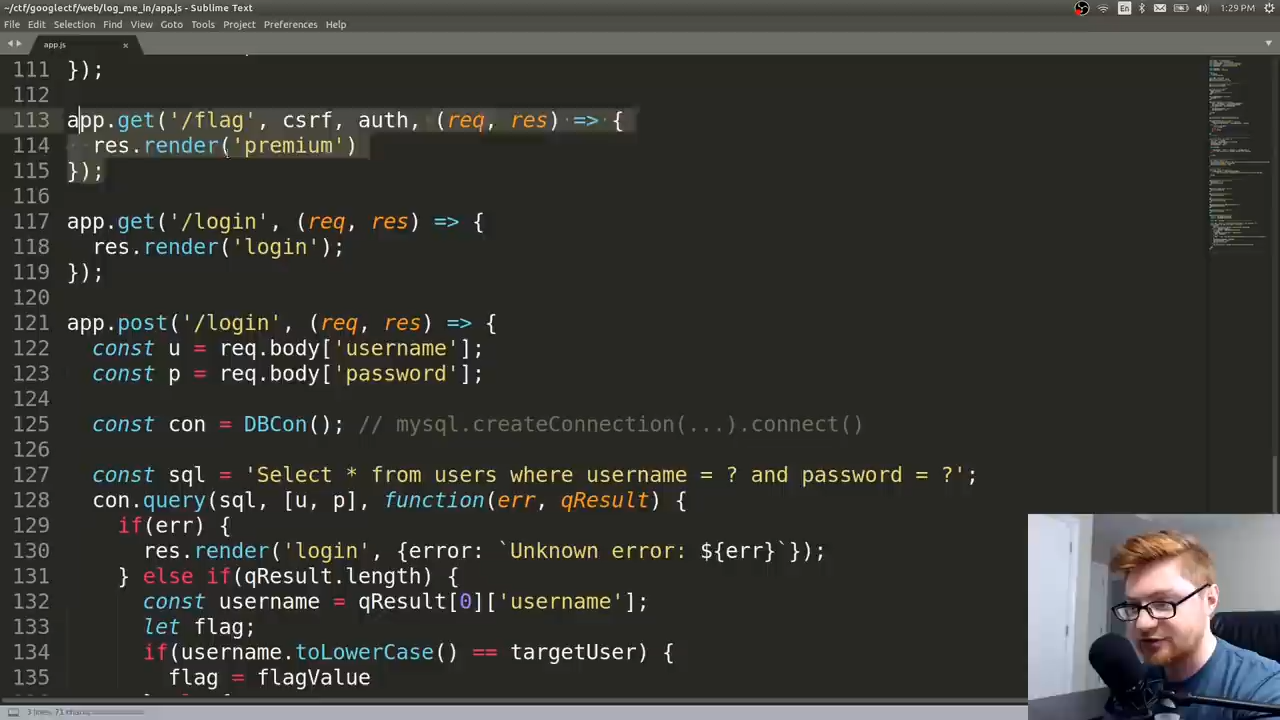 ~/ctf/googlectf/web/log_me_in/app.js - Sublime Text
En
1:29 PM
File Edit Selection Find View Goto Tools Project Preferences Help
app.js
111 });
112
113 app.get('/flag', csrf, auth, (req, res) => {
114 res.render('premium')
115 });
116
117 app.get('/login', (req, res) => {
118 res.render('login');
119 });
120
121 app.post('/login', (req, res) => {
122 const u = req.body['username'];
123 const p = req.body['password'];
124
125 const con = DBCon(); // mysql.createConnection(...).connect()
126
127 const sql = 'Select * from users where username = ? and password = ?';
128 con.query(sql, [u, p], function(err, qResult) {
129 if(err) {
130 res.render('login', {error: `Unknown error: ${err}`});
131 } else if(qResult.length) {
132 const username = qResult[0]['username'];
133 let flag;
134 if(username.toLowerCase() == targetUser) {
135 flag = flagValue